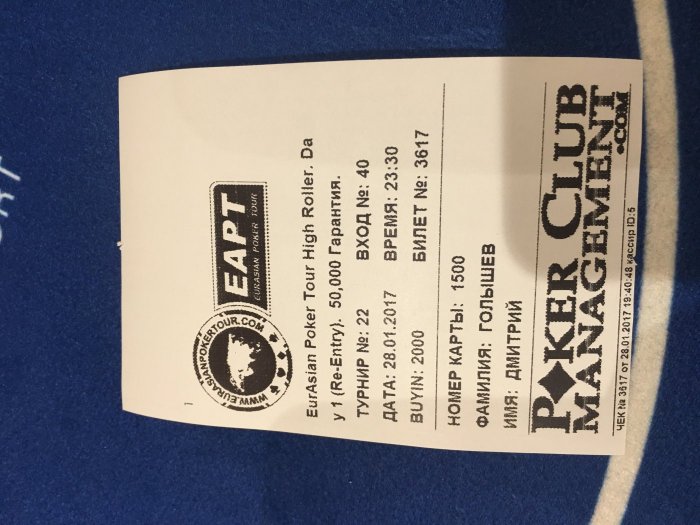 1
WWW.EURASIANPOKERTOUR.COM
EAPT
EURASIAN POKER TOUR
EurAsian Poker Tour High Roller. Da
y 1 (Re-Entry). 50,000 Гарантия.
ТУРНИР №: 22 ВХОД №: 40
ДАТА: 28.01.2017 ВРЕМЯ: 23:30
BUYIN: 2000 БИЛЕТ №: 3617
НОМЕР КАРТЫ: 1500
ФАМИЛИЯ: ГОЛЫШЕВ
ИМЯ: ДМИТРИЙ
POKER CLUB
MANAGEMENT
.COM
ЧЕК № 3617 от 28.01.2017 19:40:48 кассир ID:5